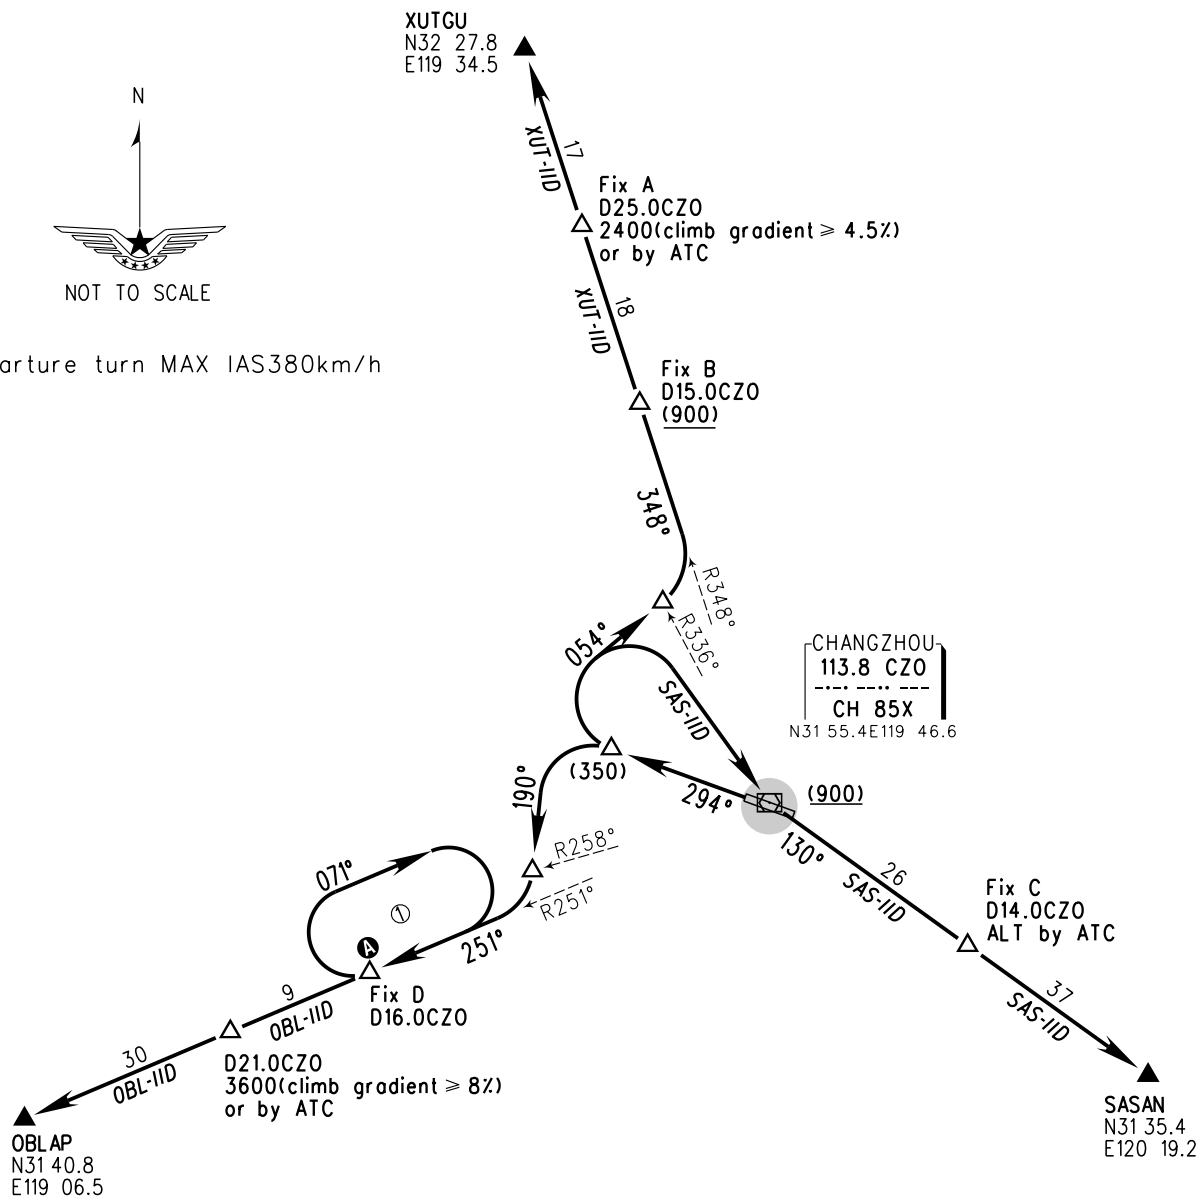 XUTGU
N32 27.8
E119 34.5
N
NOT TO SCALE
arture turn MAX IAS380km/h
17
XUT-11D
Fix A
D25.0CZO
2400(climb gradient ≥ 4.5%)
or by ATC
18
XUT-11D
Fix B
D15.0CZO
(900)
348°
R348°
R336°
054°
SAS-11D
CHANGZHOU
113.8 CZO
—·—· ——·· ———
CH 85X
N31 55.4E119 46.6
(350)
294°
(900)
190°
R258°
R251°
130°
26
SAS-11D
Fix C
D14.0CZO
ALT by ATC
37
SAS-11D
SASAN
N31 35.4
E120 19.2
071°
①
A
251°
Fix D
D16.0CZO
9
OBL-11D
D21.0CZO
3600(climb gradient ≥ 8%)
or by ATC
30
OBL-11D
OBLAP
N31 40.8
E119 06.5